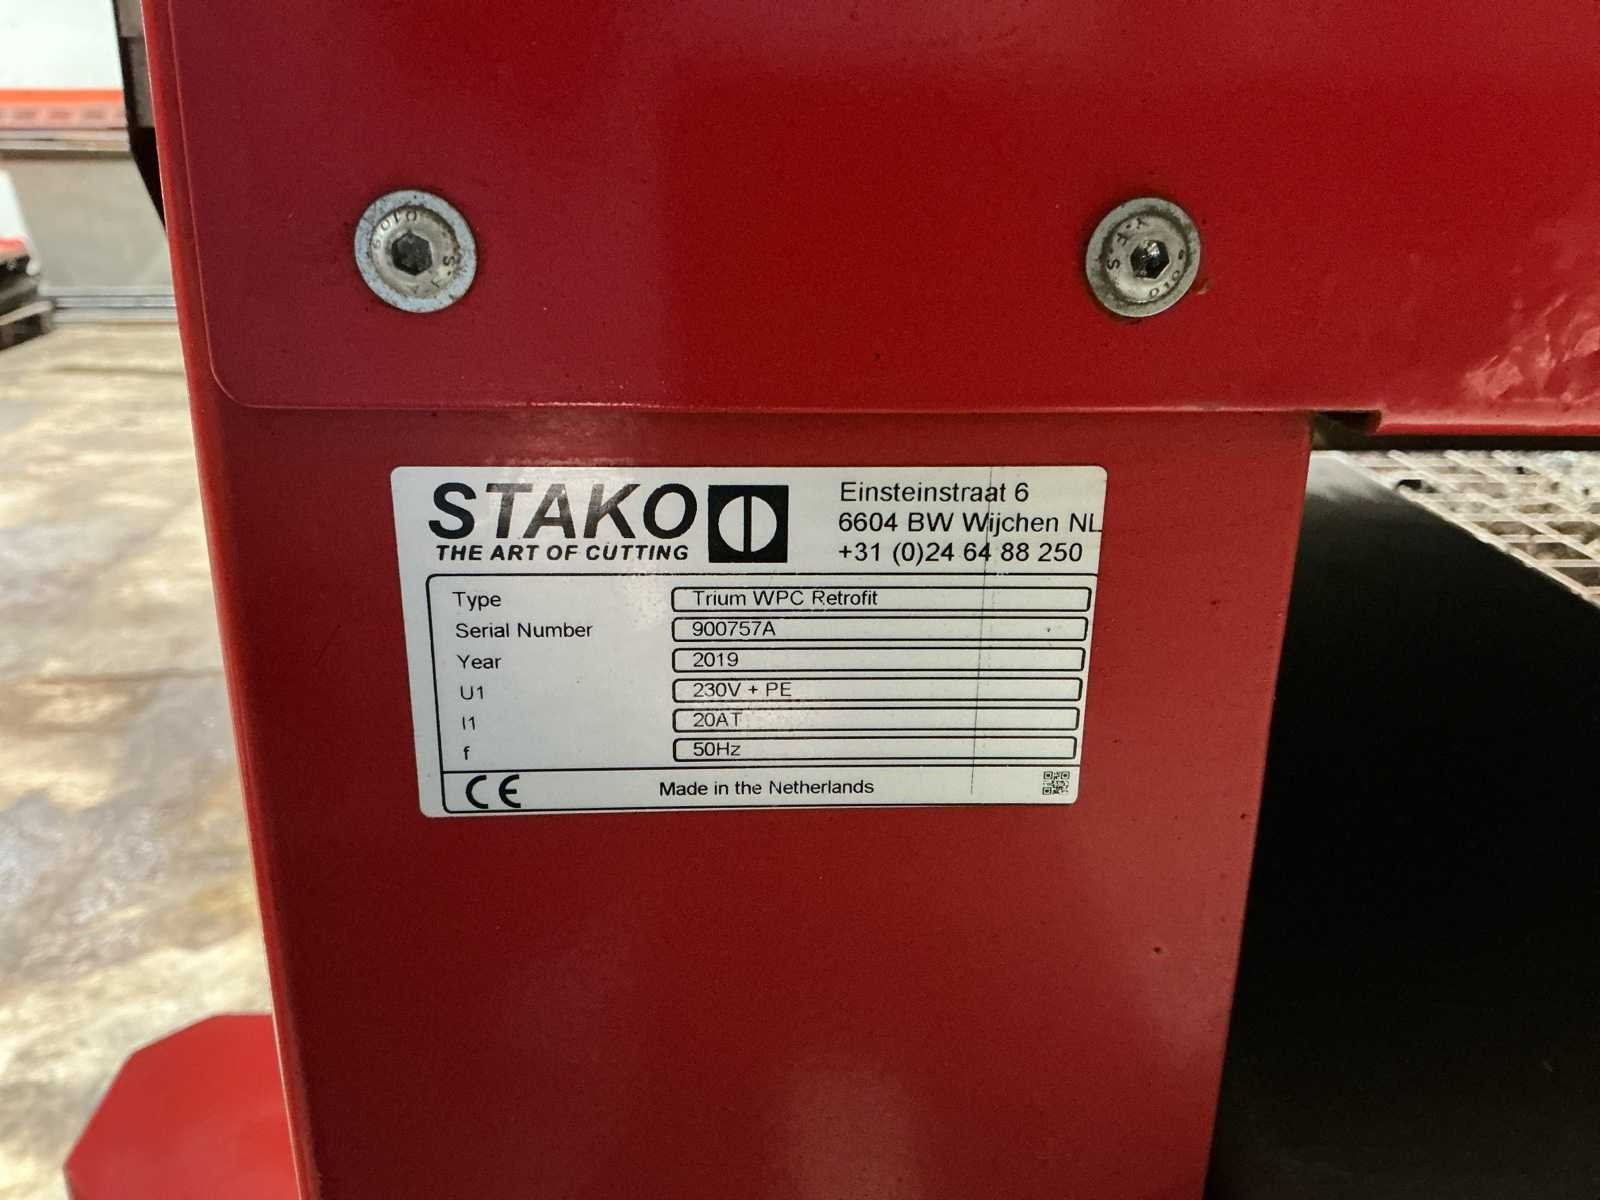 STAKO
THE ART OF CUTTING
Einsteinstraat 6
6604 BW Wijchen NL
+31 (0)24 64 88 250
Type Trium WPC Retrofit
Serial Number 900757A
Year 2019
U1 230V + PE
I1 20AT
f 50Hz
CE Made in the Netherlands